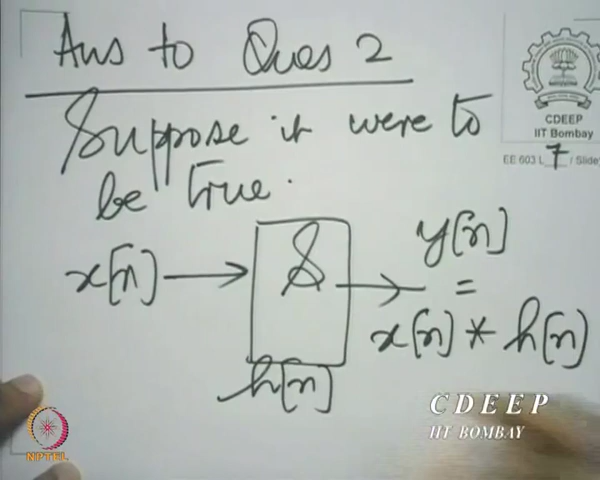 Ans to Ques 2
CDEEP
IIT Bombay
EE 603 L 7 / Slide
Suppose it were to
be true.
x[n] → S → y[n]
=
x[n] * h[n]
h[n]
CDEEP
IIT BOMBAY
NPTEL